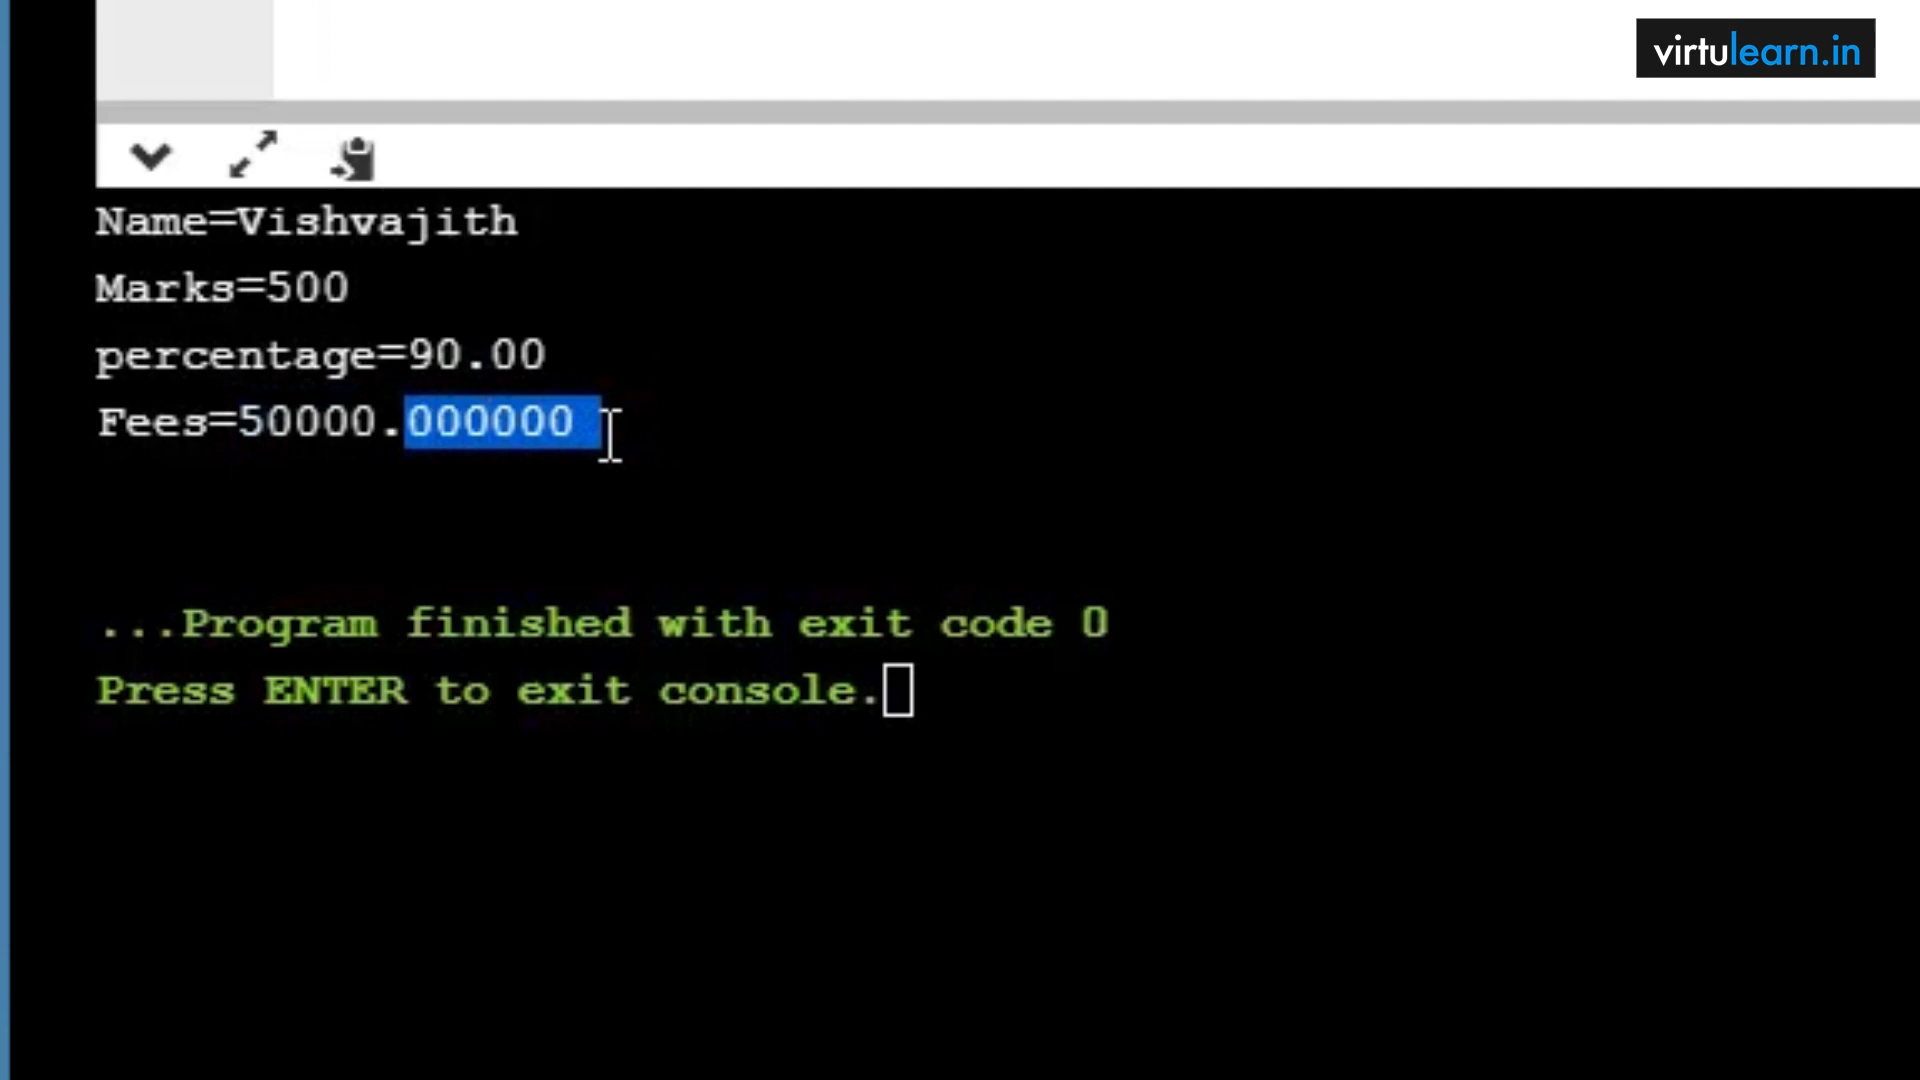 virtulearn.in
Name=Vishvajith
Marks=500
percentage=90.00
Fees=50000.000000
...Program finished with exit code 0
Press ENTER to exit console.